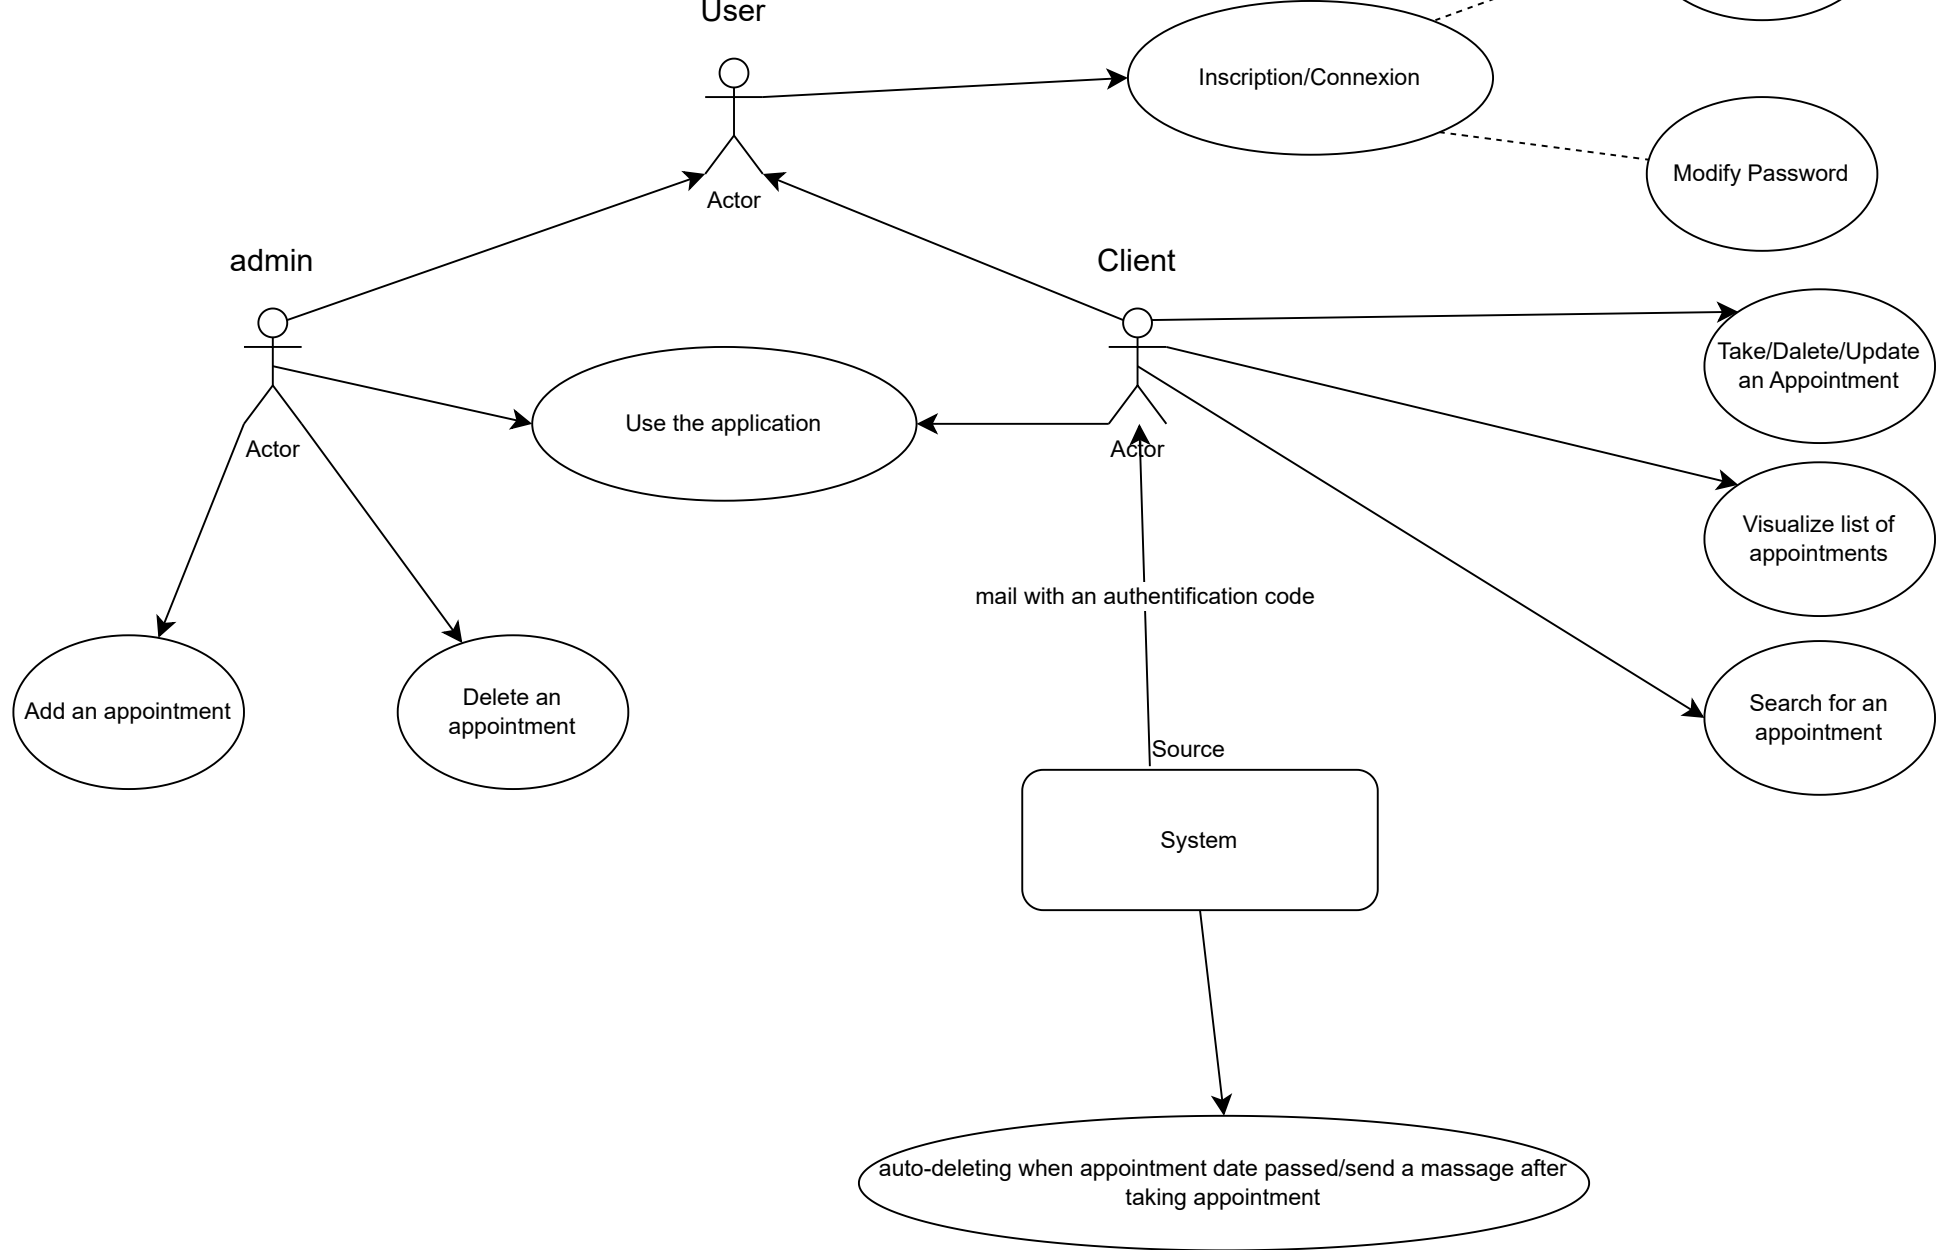 User
Inscription/Connexion
Modify Password
Actor
admin
Client
Take/Dalete/Update
an Appointment
Use the application
Actor
Actor
Visualize list of
appointments
mail with an authentification code
Add an appointment
Delete an
appointment
Search for an
appointment
Source
System
auto-deleting when appointment date passed/send a massage after
taking appointment